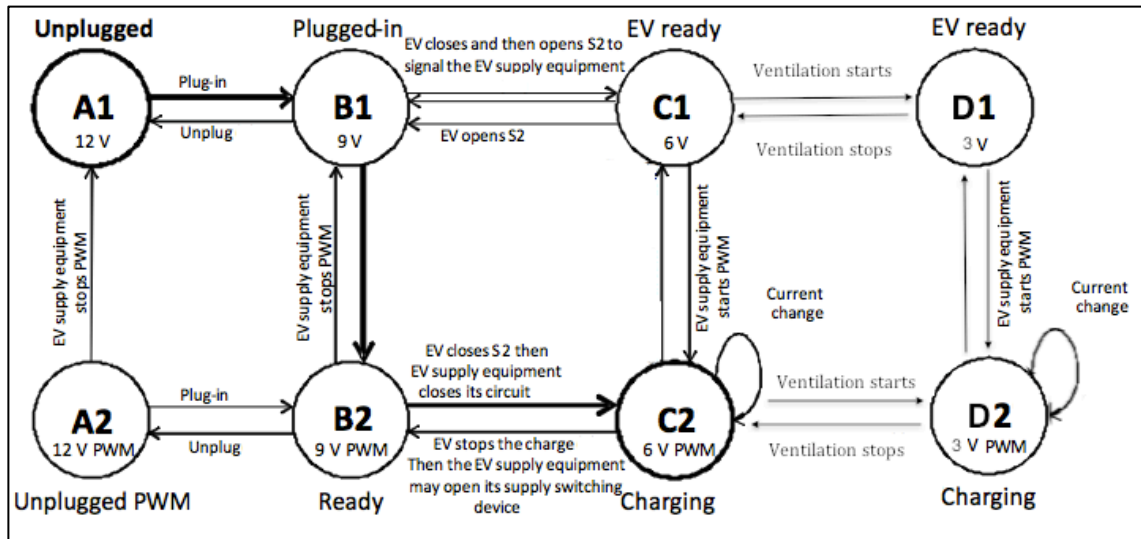 Unplugged
Plugged-in
EV ready
EV ready
EV closes and then opens S2 to
signal the EV supply equipment
Plug-in
Ventilation starts
A1
12 V
B1
9 V
C1
6 V
D1
3 V
Unplug
EV opens S2
Ventilation stops
EV supply equipment
stops PWM
EV supply equipment
stops PWM
EV supply equipment
starts PWM
EV supply equipment
starts PWM
Current
change
Current
change
EV closes S2 then
EV supply equipment
closes its circuit
Plug-in
Ventilation starts
A2
12 V PWM
B2
9 V PWM
C2
6 V PWM
D2
3 V PWM
Unplug
EV stops the charge
Then the EV supply equipment
may open its supply switching
device
Ventilation stops
Unplugged PWM
Ready
Charging
Charging